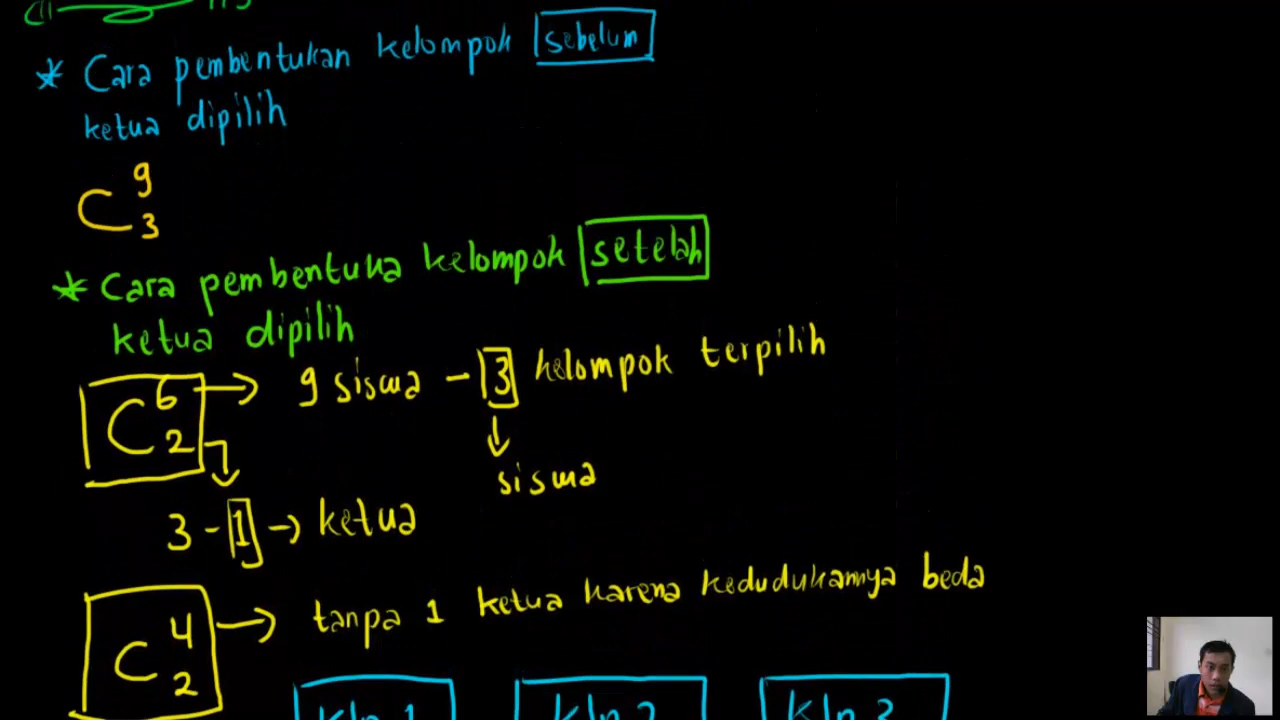 * Cara pembentukan kelompok sebelum
ketua dipilih
C 9 3
* Cara pembentuka kelompok setelah
ketua dipilih
C 6 2 → 9 siswa - 3 kelompok terpilih
siswa
3 - 1 → ketua
C 4 2 → tanpa 1 ketua karena kedudukannya beda